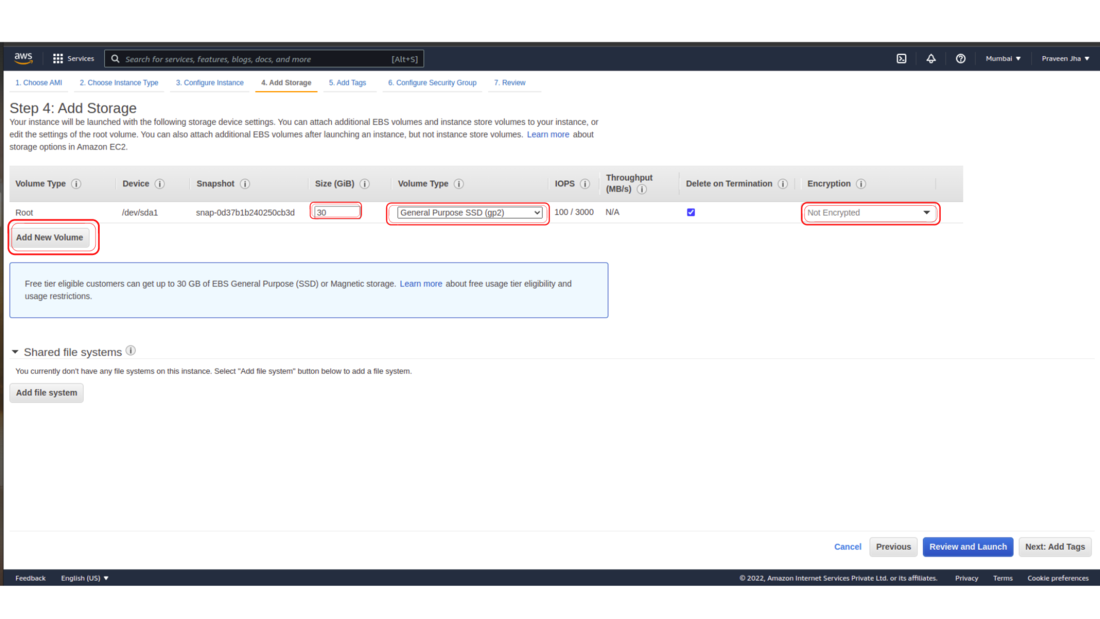 aws Services Search for services, features, blogs, docs, and more [Alt+S] Mumbai ▼ Praveen Jha ▼
1. Choose AMI 2. Choose Instance Type 3. Configure Instance 4. Add Storage 5. Add Tags 6. Configure Security Group 7. Review
Step 4: Add Storage
Your instance will be launched with the following storage device settings. You can attach additional EBS volumes and instance store volumes to your instance, or
edit the settings of the root volume. You can also attach additional EBS volumes after launching an instance, but not instance store volumes. Learn more about
storage options in Amazon EC2.
Volume Type Device Snapshot Size (GiB) Volume Type IOPS Throughput (MB/s) Delete on Termination Encryption
Root /dev/sda1 snap-0d37b1b240250cb3d 30 General Purpose SSD (gp2) 100 / 3000 N/A Not Encrypted
Add New Volume
Free tier eligible customers can get up to 30 GB of EBS General Purpose (SSD) or Magnetic storage. Learn more about free usage tier eligibility and
usage restrictions.
Shared file systems
You currently don't have any file systems on this instance. Select "Add file system" button below to add a file system.
Add file system
Cancel Previous Review and Launch Next: Add Tags
Feedback English (US) ▼ © 2022, Amazon Internet Services Private Ltd. or its affiliates. Privacy Terms Cookie preferences